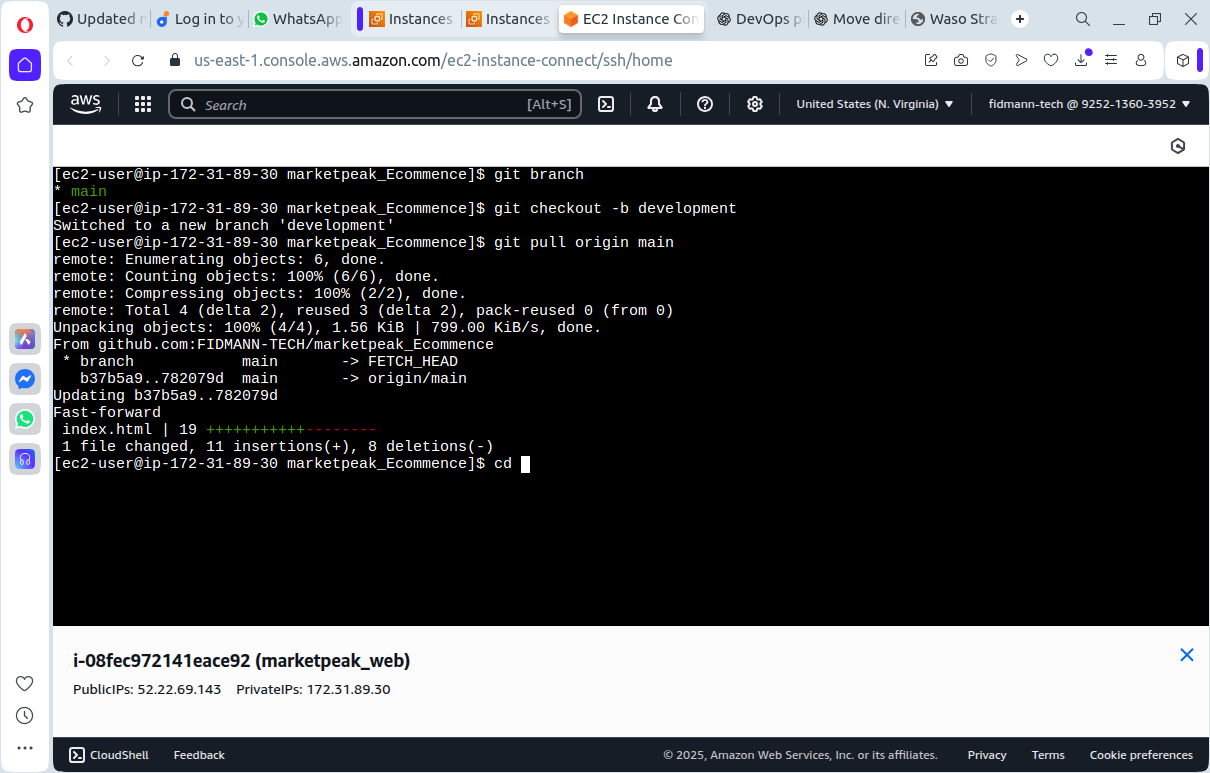 Updated r
Log in to y
WhatsApp
Instances
Instances
EC2 Instance Con
DevOps p
Move dire
Waso Stra
us-east-1.console.aws.amazon.com/ec2-instance-connect/ssh/home
aws
Search
[Alt+S]
United States (N. Virginia)
fidmann-tech @ 9252-1360-3952
[ec2-user@ip-172-31-89-30 marketpeak_Ecommence]$ git branch
* main
[ec2-user@ip-172-31-89-30 marketpeak_Ecommence]$ git checkout -b development
Switched to a new branch 'development'
[ec2-user@ip-172-31-89-30 marketpeak_Ecommence]$ git pull origin main
remote: Enumerating objects: 6, done.
remote: Counting objects: 100% (6/6), done.
remote: Compressing objects: 100% (2/2), done.
remote: Total 4 (delta 2), reused 3 (delta 2), pack-reused 0 (from 0)
Unpacking objects: 100% (4/4), 1.56 KiB | 799.00 KiB/s, done.
From github.com:FIDMANN-TECH/marketpeak_Ecommence
 * branch            main       -> FETCH_HEAD
   b37b5a9..782079d  main       -> origin/main
Updating b37b5a9..782079d
Fast-forward
 index.html | 19 +++++++++++--------
 1 file changed, 11 insertions(+), 8 deletions(-)
[ec2-user@ip-172-31-89-30 marketpeak_Ecommence]$ cd
i-08fec972141eace92 (marketpeak_web)
PublicIPs: 52.22.69.143    PrivateIPs: 172.31.89.30
CloudShell
Feedback
© 2025, Amazon Web Services, Inc. or its affiliates.
Privacy
Terms
Cookie preferences